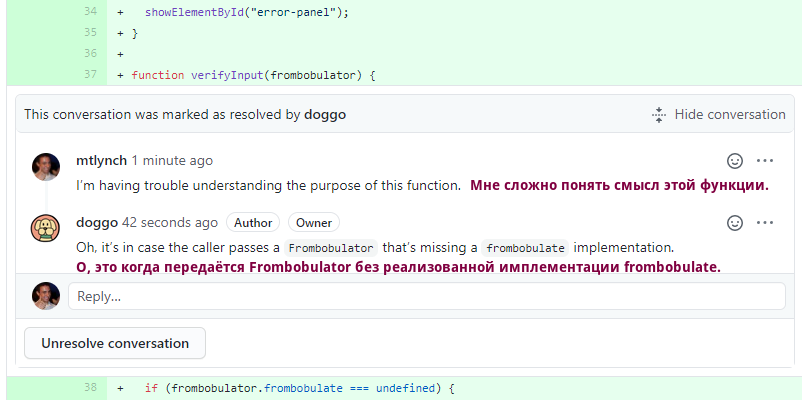 34 + showElementById("error-panel");
35 + }
36 +
37 + function verifyInput(frombobulator) {
This conversation was marked as resolved by doggo Hide conversation
mtlynch 1 minute ago
I'm having trouble understanding the purpose of this function. Мне сложно понять смысл этой функции.
doggo 42 seconds ago Author Owner
Oh, it's in case the caller passes a Frombobulator that's missing a frombobulate implementation.
О, это когда передаётся Frombobulator без реализованной имплементации frombobulate.
Reply...
Unresolve conversation
38 + if (frombobulator.frombobulate === undefined) {